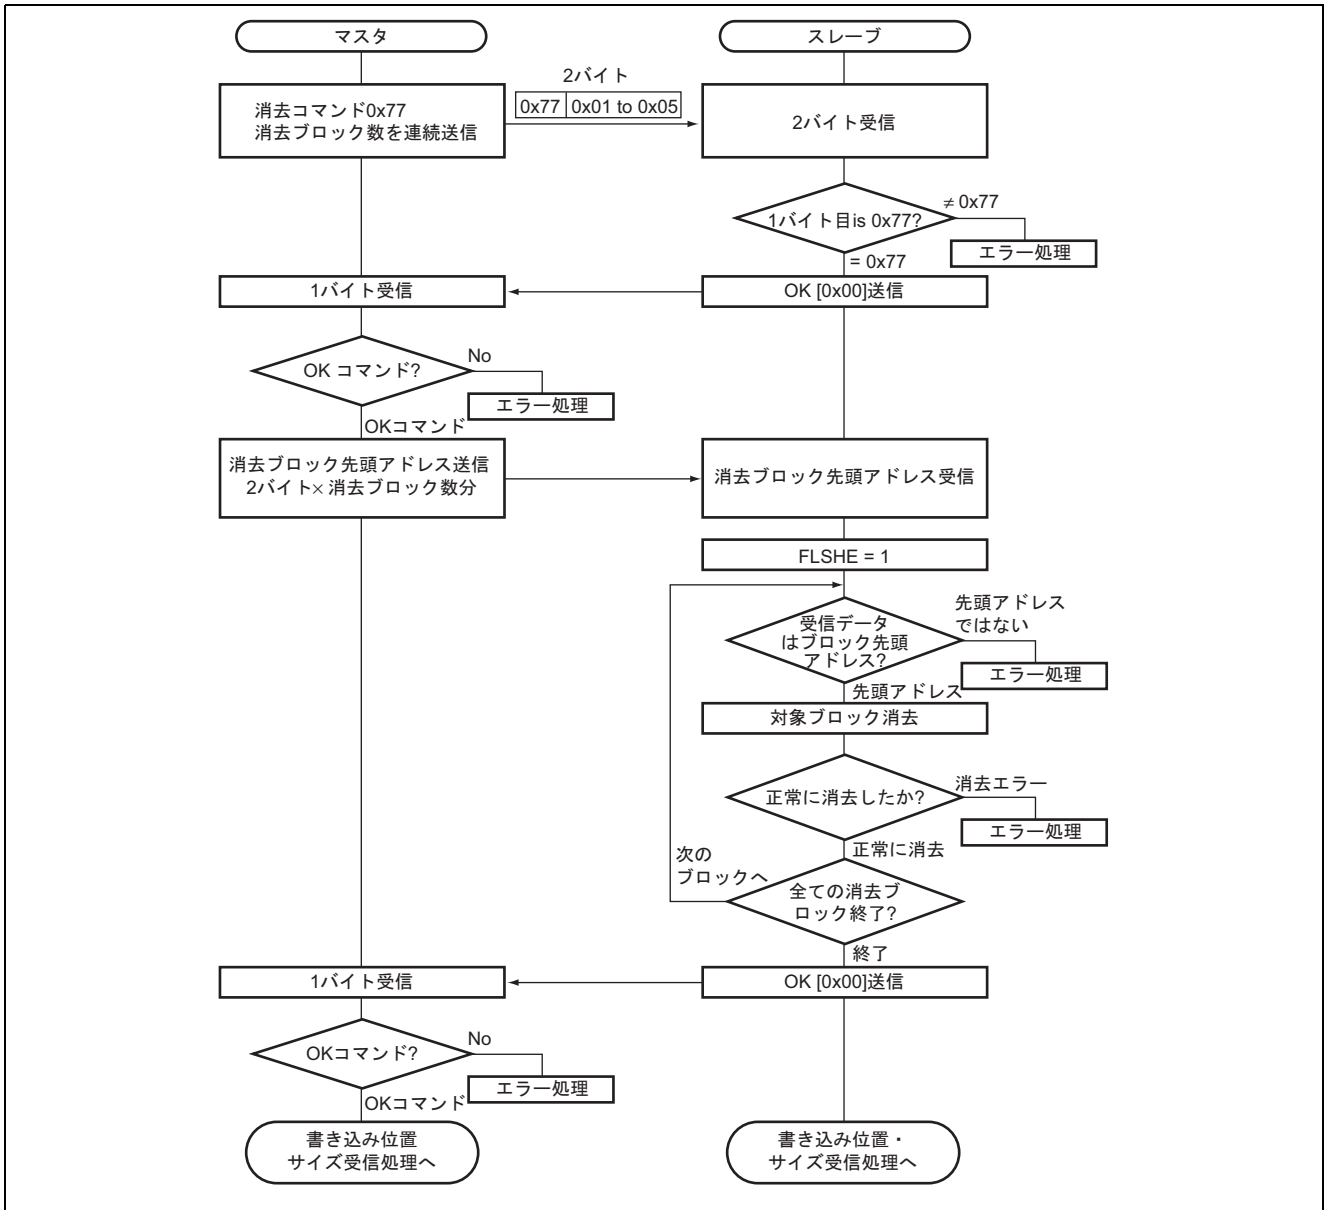 マスタ
スレーブ
消去コマンド0x77
消去ブロック数を連続送信
2バイト
0x77 0x01 to 0x05
2バイト受信
1バイト目is 0x77?
≠ 0x77
エラー処理
= 0x77
1バイト受信
OK [0x00]送信
OK コマンド?
No
エラー処理
OKコマンド
消去ブロック先頭アドレス送信
2バイト× 消去ブロック数分
消去ブロック先頭アドレス受信
FLSHE = 1
受信データ
はブロック先頭
アドレス?
先頭アドレス
ではない
エラー処理
先頭アドレス
対象ブロック消去
正常に消去したか?
消去エラー
エラー処理
正常に消去
次の
ブロックへ
全ての消去ブ
ロック終了?
終了
1バイト受信
OK [0x00]送信
OKコマンド?
No
エラー処理
OKコマンド
書き込み位置
サイズ受信処理へ
書き込み位置・
サイズ受信処理へ